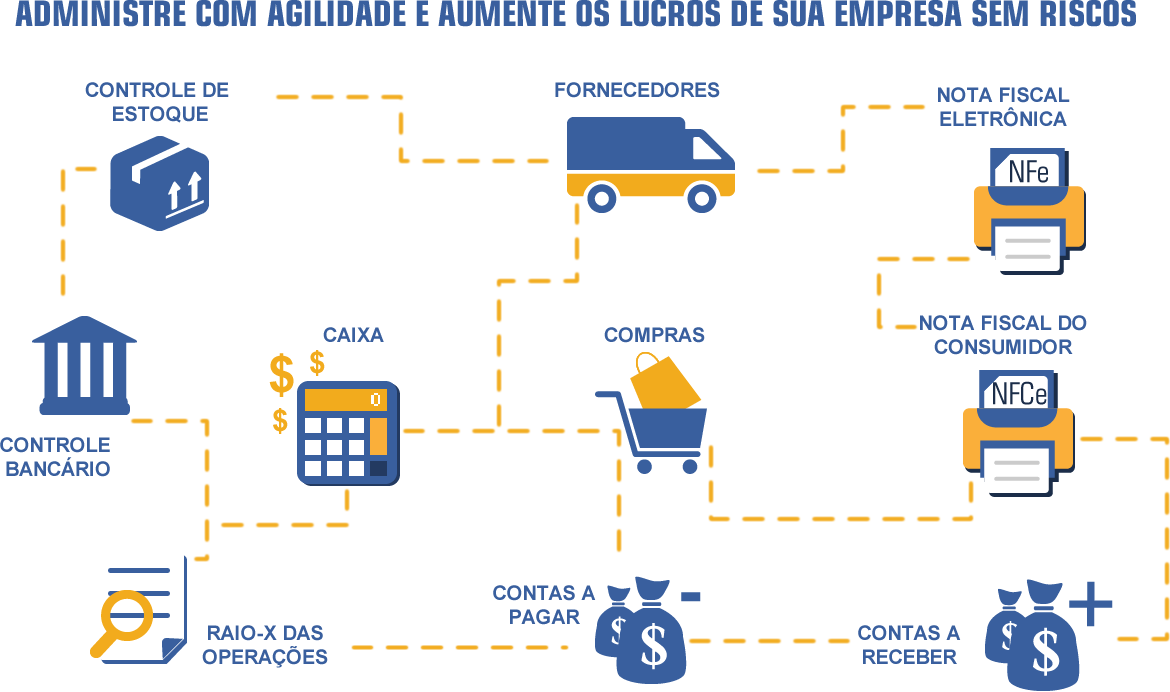 ADMINISTRE COM AGILIDADE E AUMENTE OS LUCROS DE SUA EMPRESA SEM RISCOS
CONTROLE DE
ESTOQUE
FORNECEDORES
NOTA FISCAL
ELETRÔNICA
NFe
CAIXA
$
$
$
0
COMPRAS
NOTA FISCAL DO
CONSUMIDOR
NFCe
CONTROLE
BANCÁRIO
RAIO-X DAS
OPERAÇÕES
CONTAS A
PAGAR
-
$
$
CONTAS A
RECEBER
+
$
$